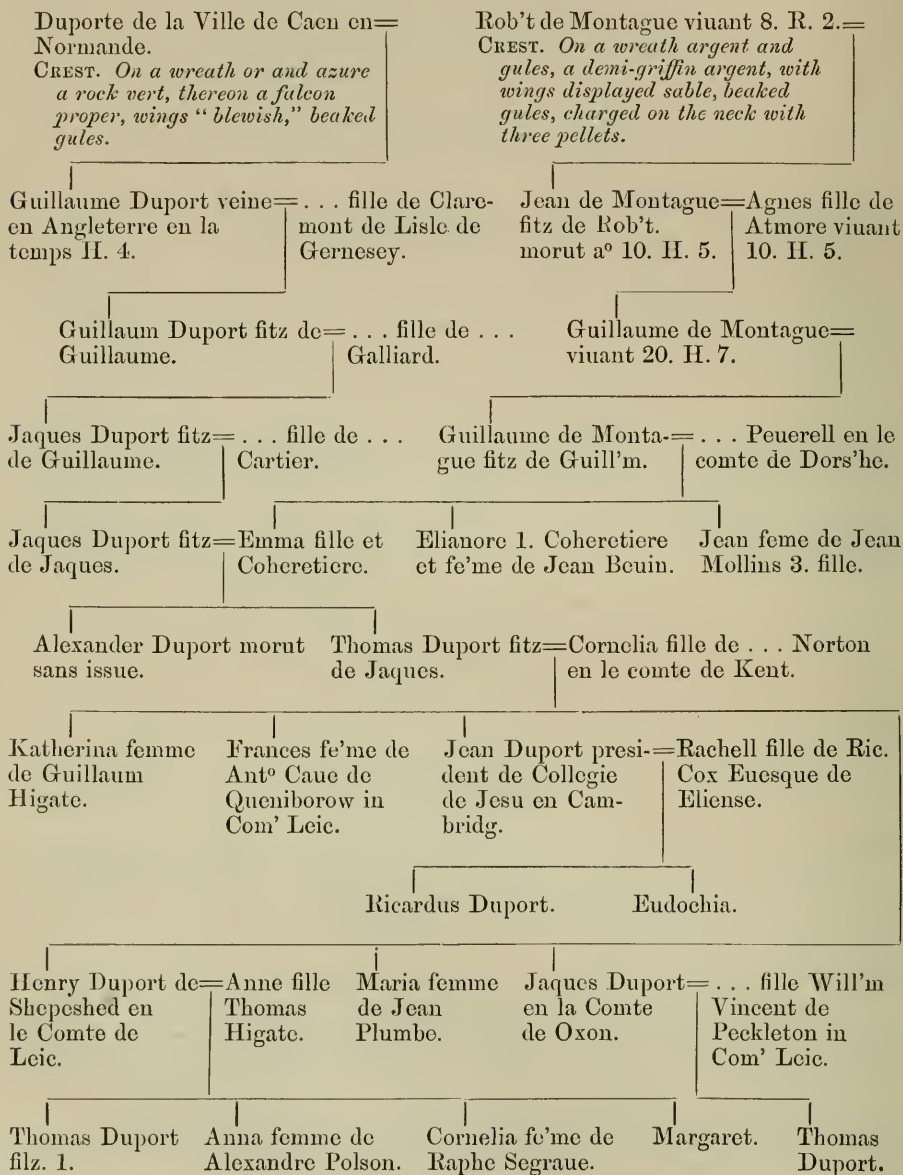 Duporte de la Ville de Caen en=
Normande.
CREST. On a wreath or and azure
a rock vert, thereon a falcon
proper, wings “ blewish,” beaked
gules.
Rob't de Montague viuant 8. R. 2.=
CREST. On a wreath argent and
gules, a demi-griffin argent, with
wings displayed sable, beaked
gules, charged on the neck with
three pellets.
Guillaume Duport veine=
en Angleterre en la
temps H. 4.
. . . fille de Clare-
mont de Lisle de
Gernesey.
Jean de Montague=
fitz de Rob't.
morut aº 10. H. 5.
Agnes fille de
Atmore viuant
10. H. 5.
Guillaum Duport fitz de=
Guillaume.
. . . fille de . . .
Galliard.
Guillaume de Montague=
viuant 20. H. 7.
Jaques Duport fitz=
de Guillaume.
. . . fille de . . .
Cartier.
Guillaume de Monta-=
gue fitz de Guill'm.
. . . Peuerell en le
comte de Dors'he.
Jaques Duport fitz=
de Jaques.
Emma fille et
Coheretiere.
Elianore 1. Coheretiere
et fe'me de Jean Beuin.
Jean feme de Jean
Mollins 3. fille.
Alexander Duport morut
sans issue.
Thomas Duport fitz=
de Jaques.
Cornelia fille de . . . Norton
en le comte de Kent.
Katherina femme
de Guillaum
Higate.
Frances fe'me de
Antº Caue de
Queniborow in
Com' Leic.
Jean Duport presi-=
dent de Collegie
de Jesu en Cam-
bridg.
Rachell fille de Ric.
Cox Euesque de
Eliense.
Ricardus Duport.
Eudochia.
Henry Duport de=
Shepeshed en
le Comte de
Leic.
Anne fille
Thomas
Higate.
Maria femme
de Jean
Plumbe.
Jaques Duport=
en la Comte
de Oxon.
. . . fille Will'm
Vincent de
Peckleton in
Com' Leic.
Thomas Duport
filz. 1.
Anna femme de
Alexandre Polson.
Cornelia fe'me de
Raphe Segraue.
Margaret.
Thomas
Duport.